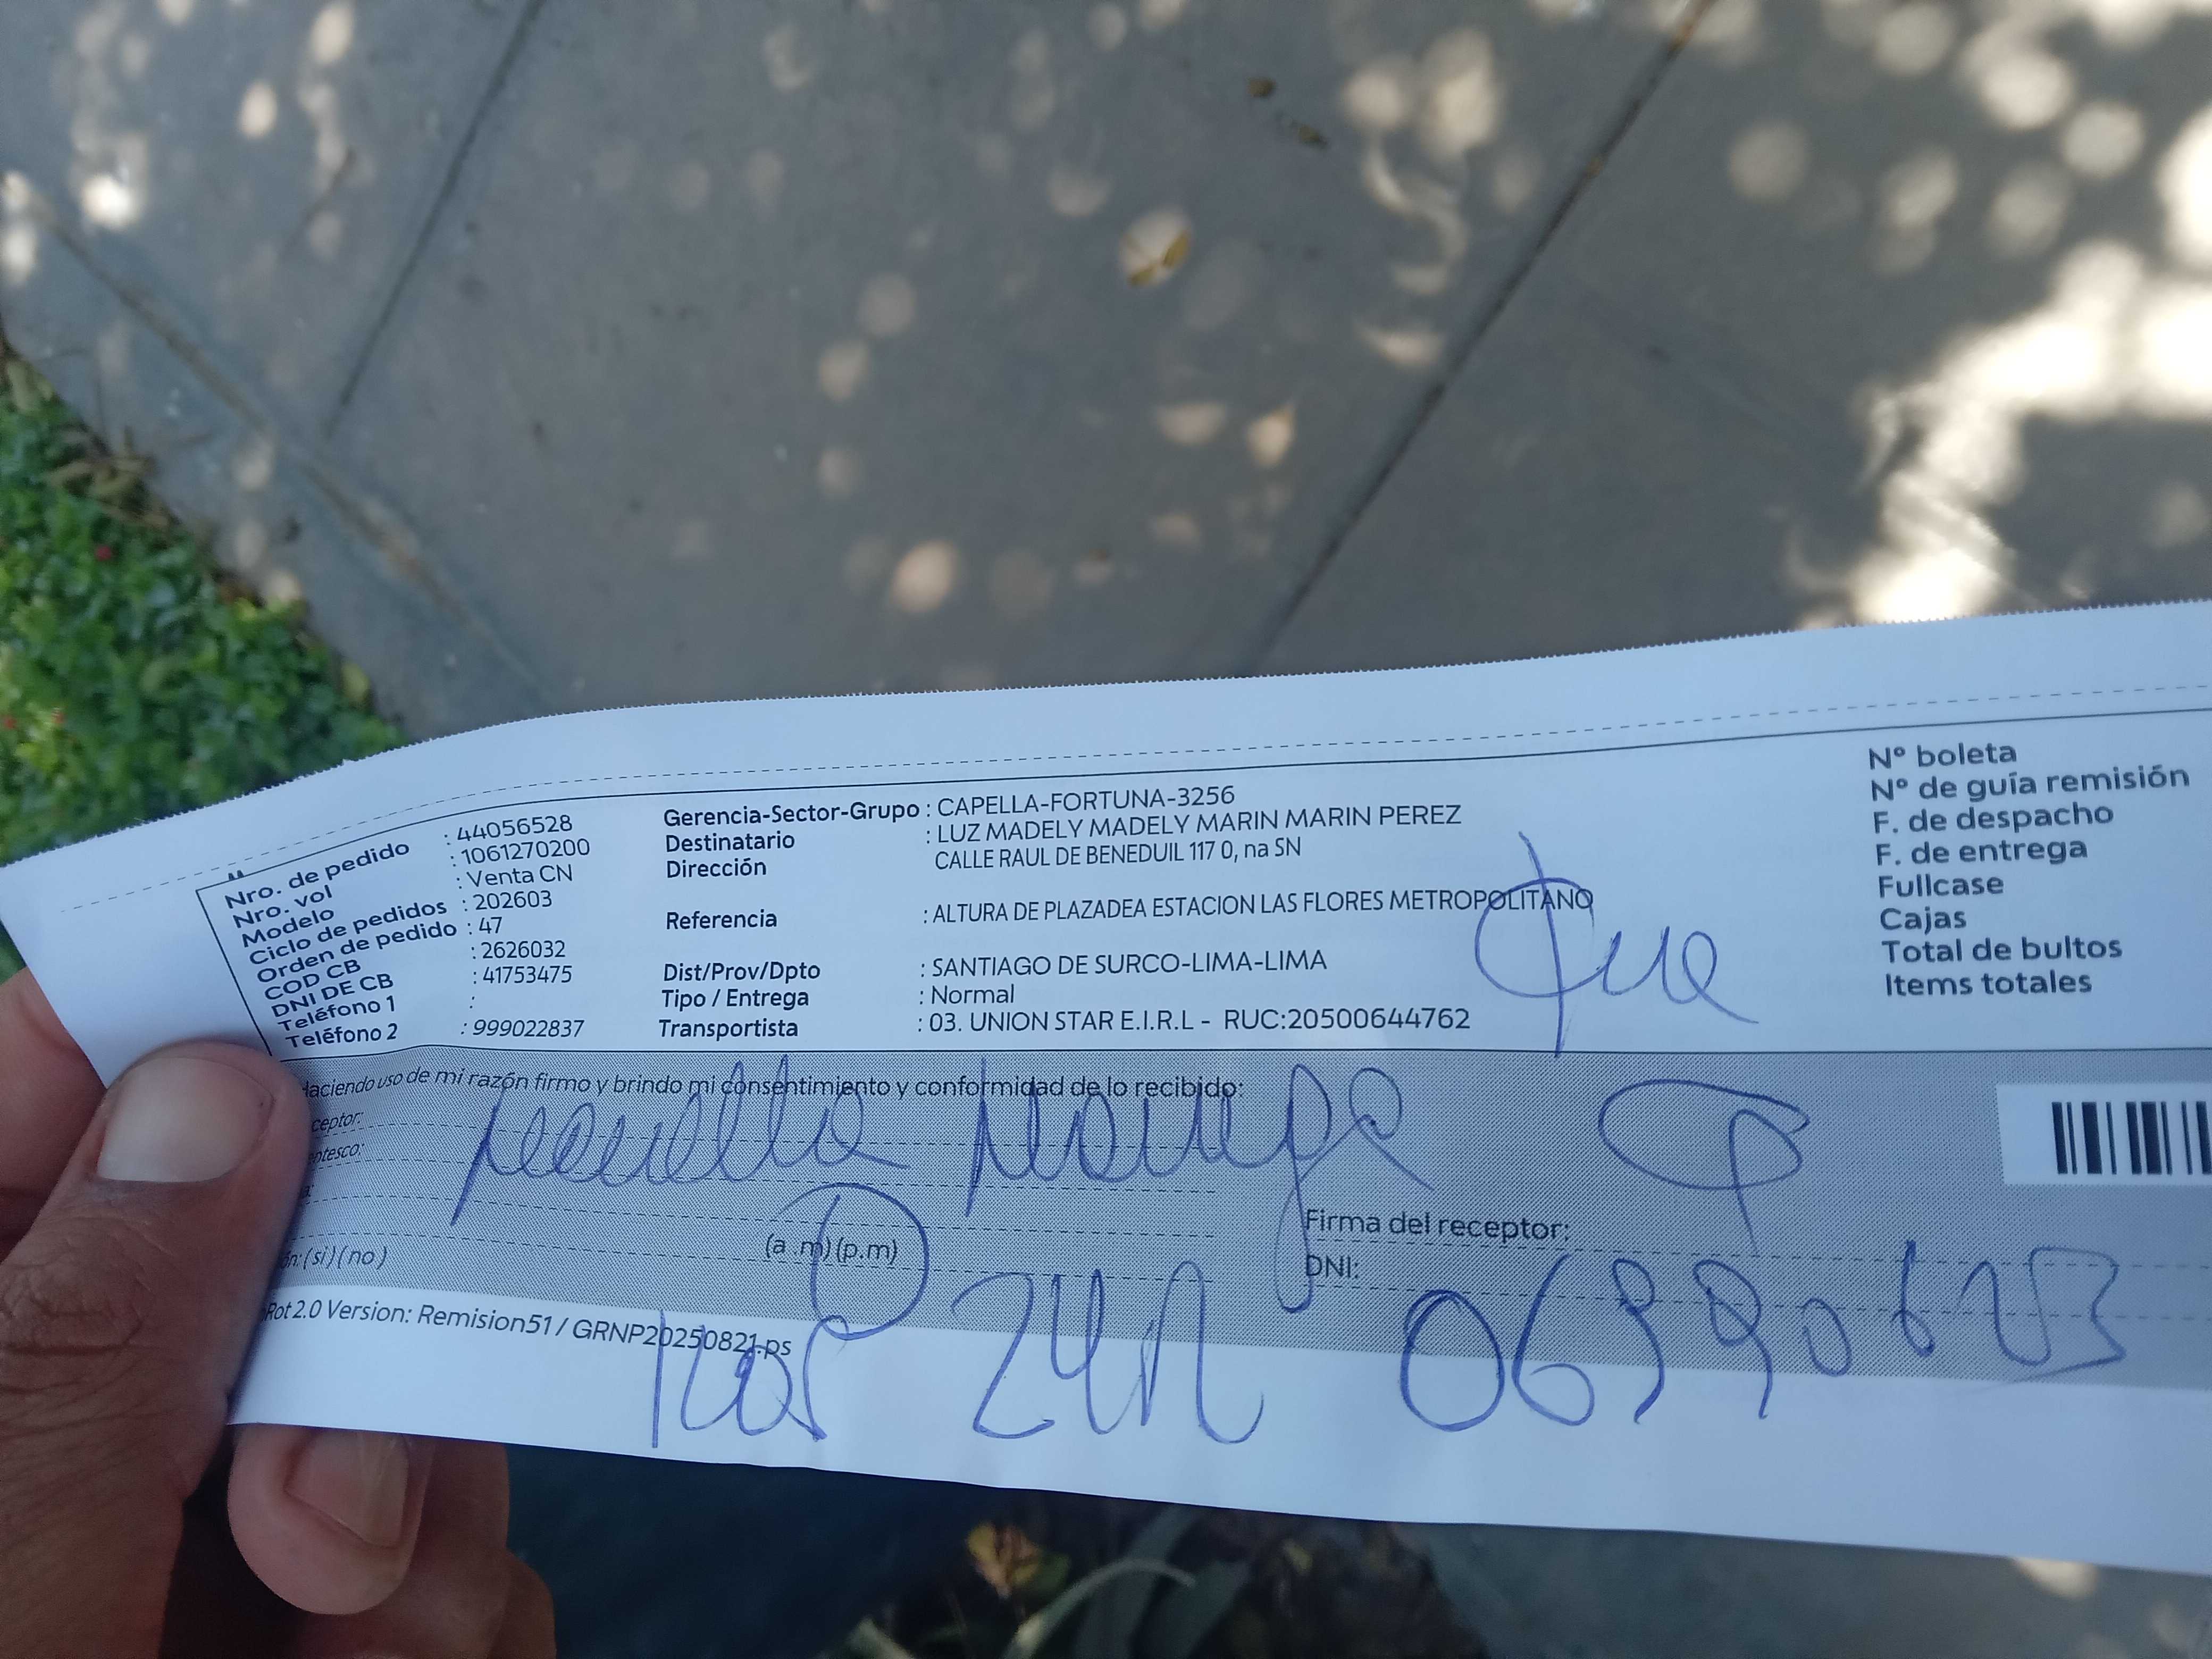 Nro. de pedido : 44056528
Nro. vol : 1061270200
Modelo : Venta CN
Ciclo de pedidos : 202603
Orden de pedido : 47
COD CB : 2626032
DNI DE CB : 41753475
Teléfono 1 :
Teléfono 2 : 999022837
Gerencia-Sector-Grupo : CAPELLA-FORTUNA-3256
Destinatario : LUZ MADELY MADELY MARIN MARIN PEREZ
Dirección CALLE RAUL DE BENEDUIL 117 0, na SN
Referencia : ALTURA DE PLAZADEA ESTACION LAS FLORES METROPOLITANO
Dist/Prov/Dpto : SANTIAGO DE SURCO-LIMA-LIMA
Tipo / Entrega : Normal
Transportista : 03. UNION STAR E.I.R.L - RUC:20500644762
N° boleta
N° de guía remisión
F. de despacho
F. de entrega
Fullcase
Cajas
Total de bultos
Items totales
Haciendo uso de mi razón firmo y brindo mi consentimiento y conformidad de lo recibido:
ceptor:
ntesco:
a:
(a .m) (p.m)
ón: ( si ) ( no )
Firma del receptor:
DNI:
Rot 2.0 Version: Remision51 / GRNP20250821.ps